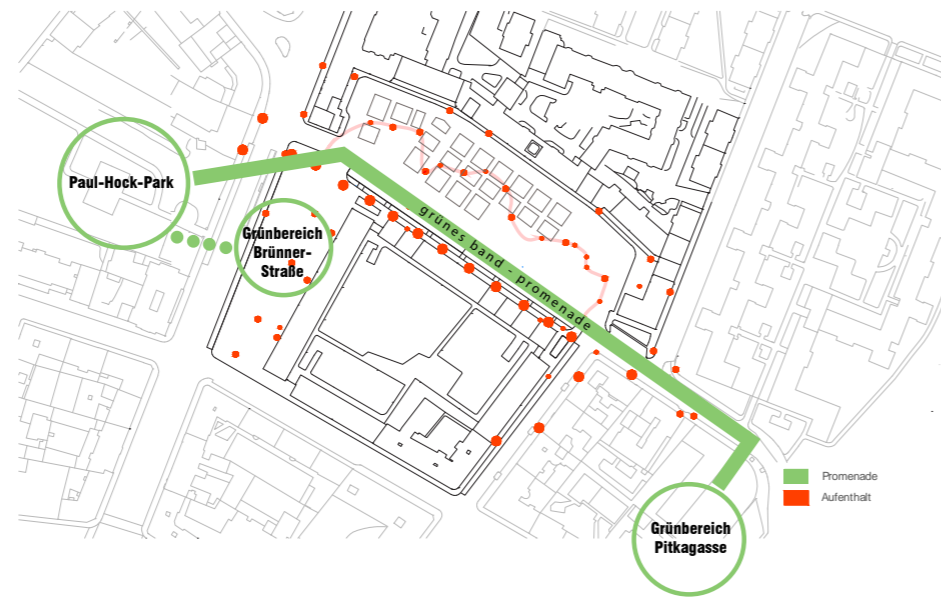 Paul-Hock-Park
Grünbereich
Brünner-
Straße
grünes band - promenade
Promenade
Aufenthalt
Grünbereich
Pitkagasse